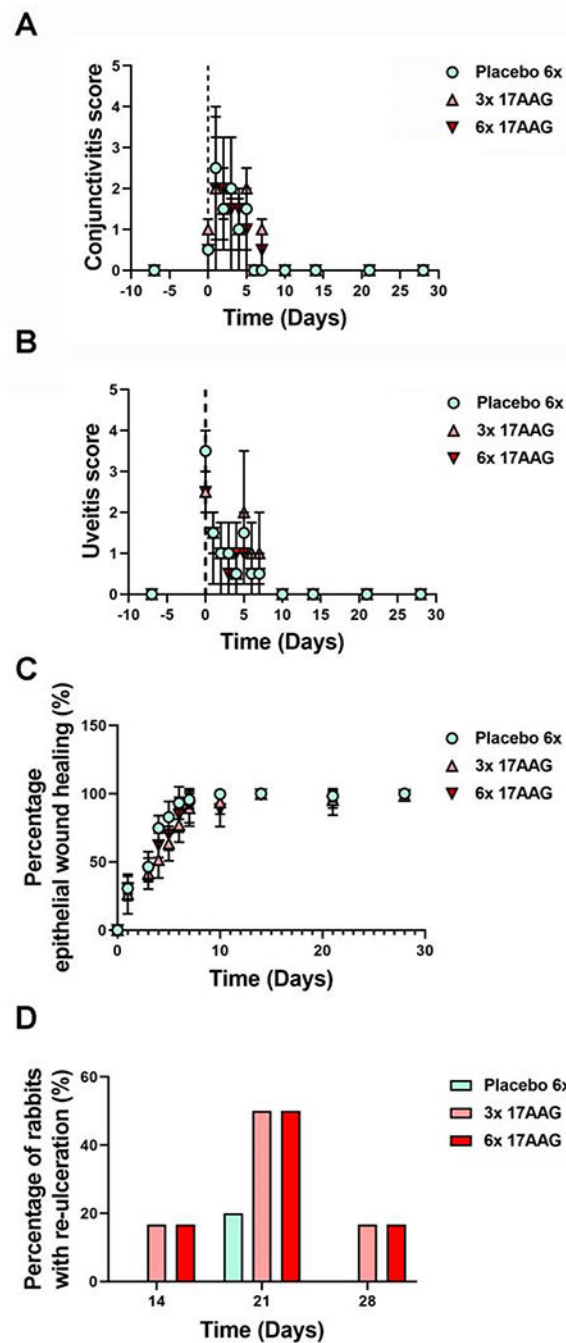 A
5
4
3
2
1
0
-10 -5 0 5 10 15 20 25 30
Conjunctivitis score
Time (Days)
Placebo 6x
3x 17AAG
6x 17AAG
B
5
4
3
2
1
0
-10 -5 0 5 10 15 20 25 30
Uveitis score
Time (Days)
Placebo 6x
3x 17AAG
6x 17AAG
C
150
100
50
0
0 10 20 30
Percentage
epithelial wound healing (%)
Time (Days)
Placebo 6x
3x 17AAG
6x 17AAG
D
60
40
20
0
14 21 28
Percentage of rabbits
with re-ulceration (%)
Time (Days)
Placebo 6x
3x 17AAG
6x 17AAG